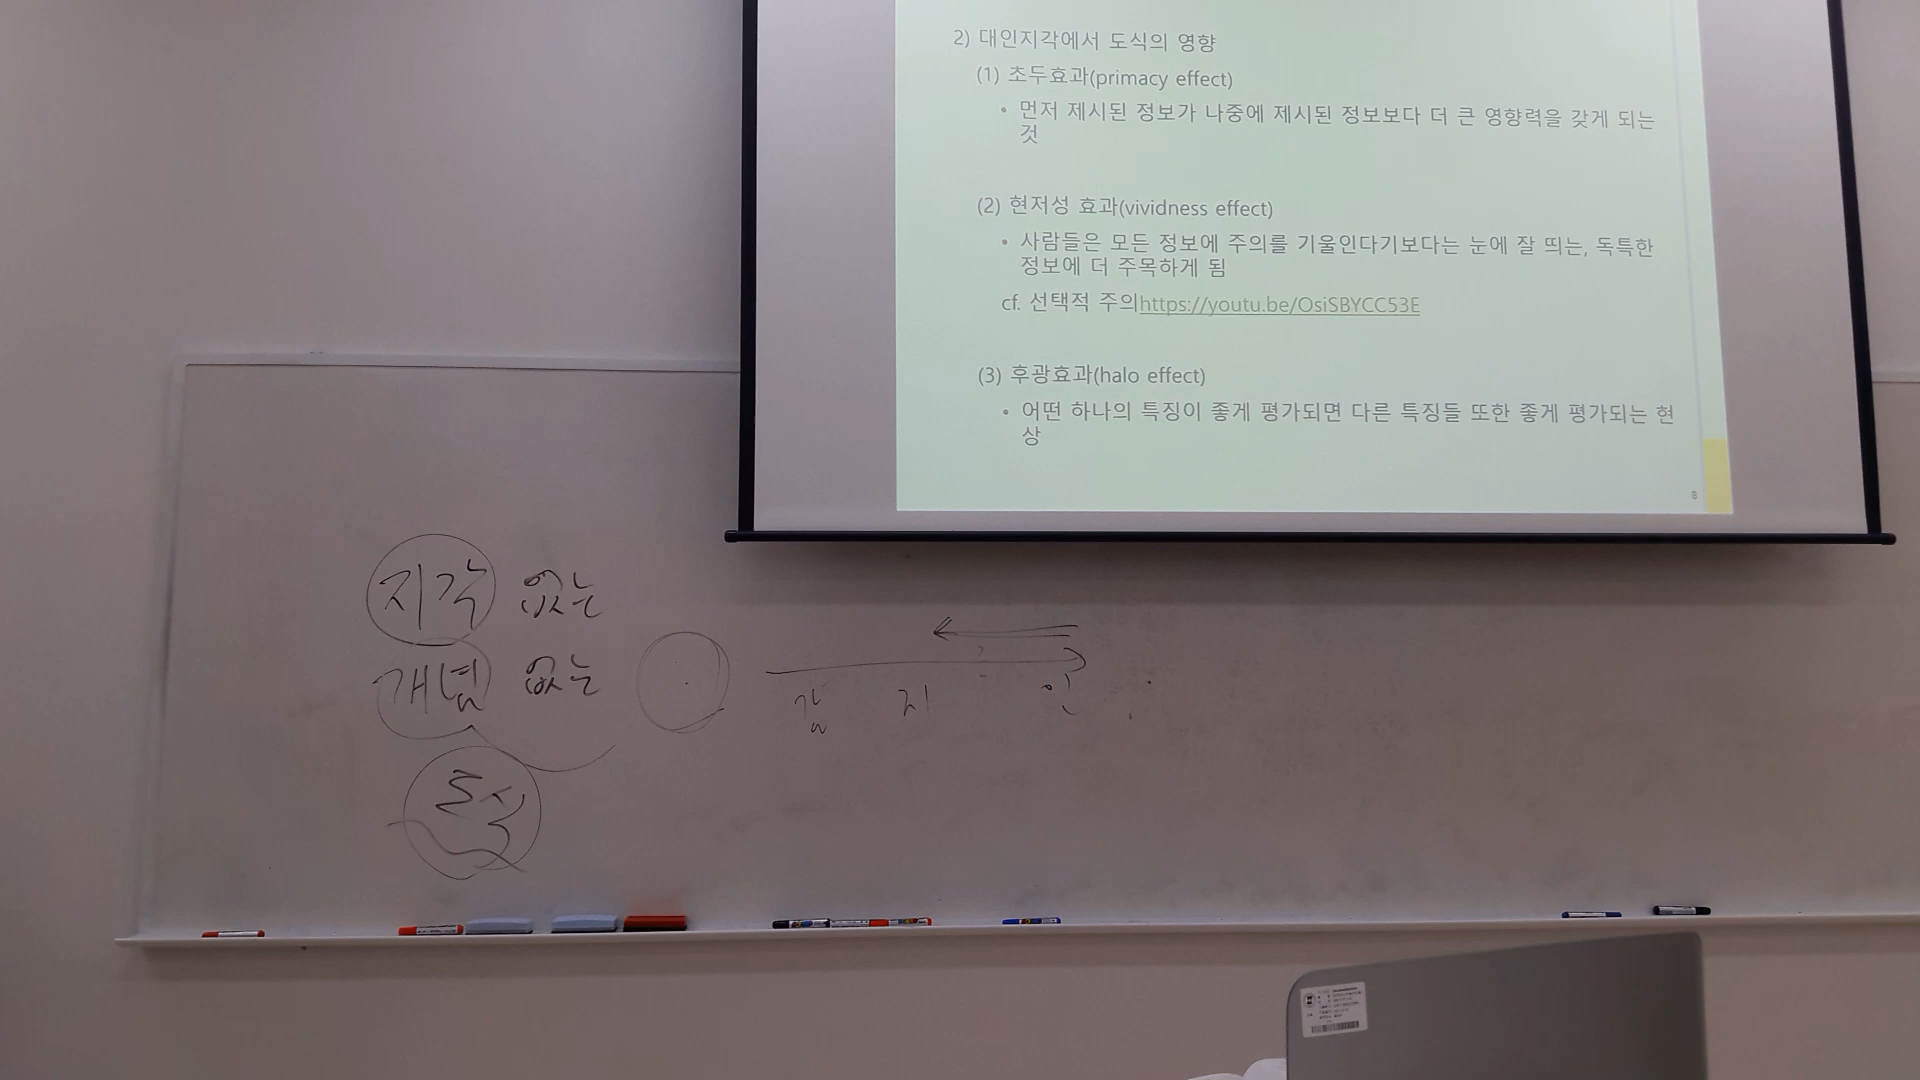 2) 대인지각에서 도식의 영향
(1) 초두효과(primacy effect)
• 먼저 제시된 정보가 나중에 제시된 정보보다 더 큰 영향력을 갖게 되는
것
(2) 현저성 효과(vividness effect)
• 사람들은 모든 정보에 주의를 기울인다기보다는 눈에 잘 띄는, 독특한
정보에 더 주목하게 됨
cf. 선택적 주의https://youtu.be/OsiSBYCC53E
(3) 후광효과(halo effect)
• 어떤 하나의 특징이 좋게 평가되면 다른 특징들 또한 좋게 평가되는 현
상
8
지각 없는
개념 없는
감 지 인
도식